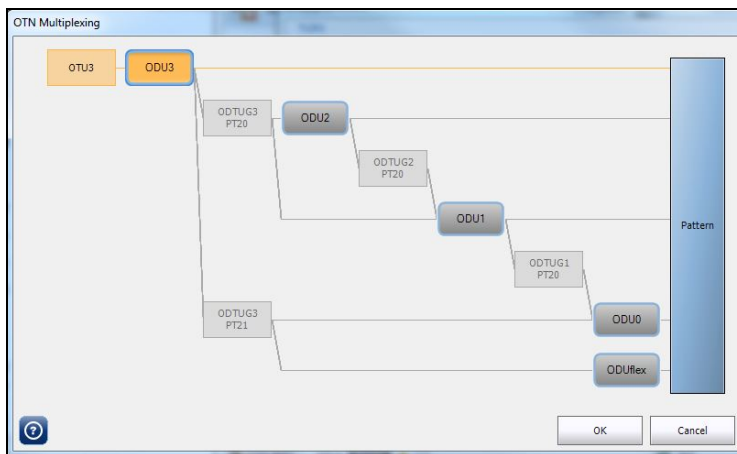 OTN Multiplexing
OTU3
ODU3
ODTUG3
PT20
ODU2
ODTUG2
PT20
ODU1
Pattern
ODTUG1
PT20
ODTUG3
PT21
ODU0
ODUflex
?
OK
Cancel